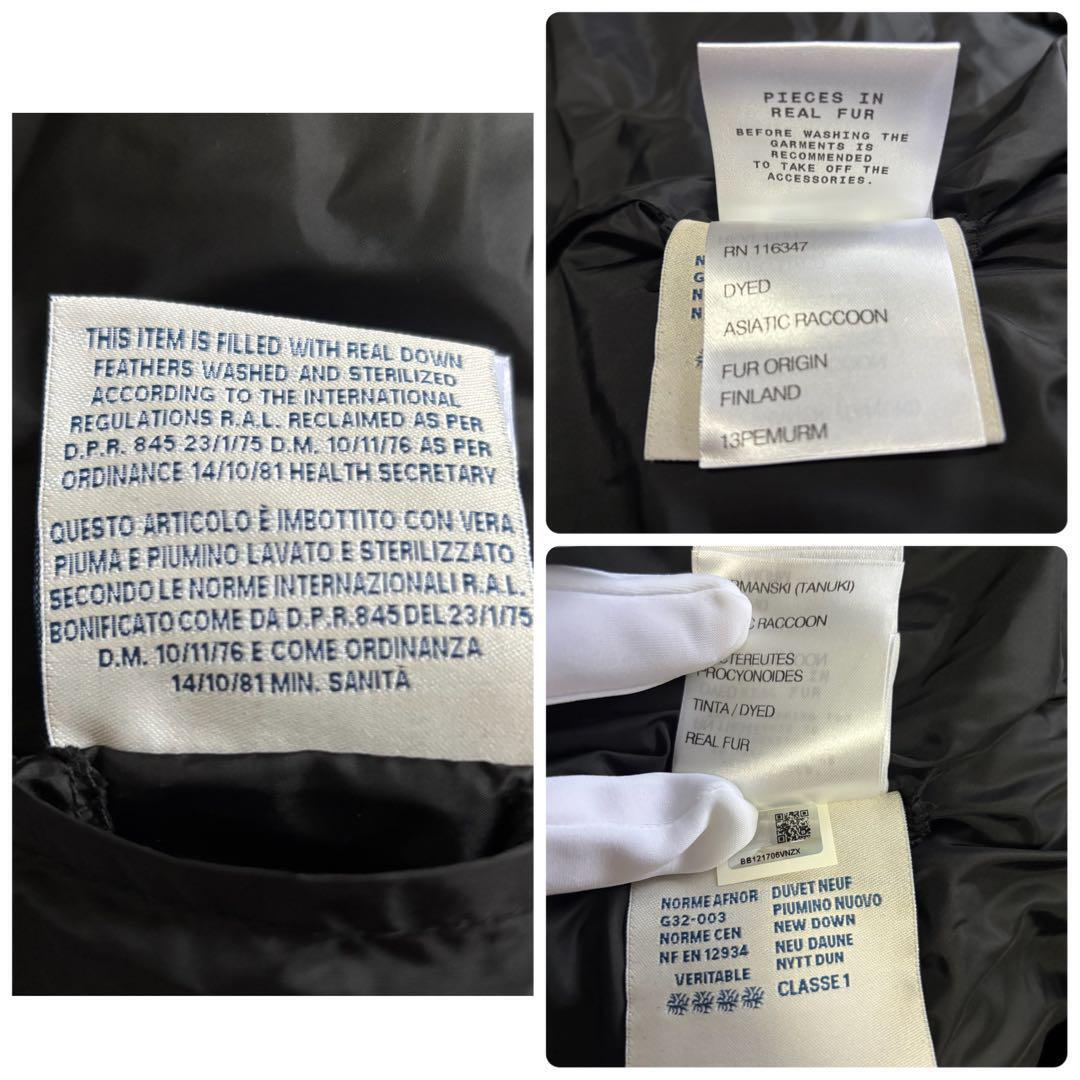 THIS ITEM IS FILLED WITH REAL DOWN
FEATHERS WASHED AND STERILIZED
ACCORDING TO THE INTERNATIONAL
REGULATIONS R.A.L. RECLAIMED AS PER
D.P.R. 845 23/1/75 D.M. 10/11/76 AS PER
ORDINANCE 14/10/81 HEALTH SECRETARY
QUESTO ARTICOLO È IMBOTTITO CON VERA
PIUMA E PIUMINO LAVATO E STERILIZZATO
SECONDO LE NORME INTERNAZIONALI R.A.L.
BONIFICATO COME DA D.P.R. 845 DEL 23/1/75
D.M. 10/11/76 E COME ORDINANZA
14/10/81 MIN. SANITÀ
PIECES IN
REAL FUR
BEFORE WASHING THE
GARMENTS IS
RECOMMENDED
TO TAKE OFF THE
ACCESSORIES.
RN 116347
DYED
ASIATIC RACCOON
FUR ORIGIN
FINLAND
13PEMURM
N
G
N
N
RMANSKI (TANUKI)
C RACCOON
CTEREUTES
PROCYONOIDES
TINTA / DYED
REAL FUR
BB121706VNZX
NORME AFNOR
G32-003
NORME CEN
NF EN 12934
VERITABLE
DUVET NEUF
PIUMINO NUOVO
NEW DOWN
NEU DAUNE
NYTT DUN
CLASSE 1